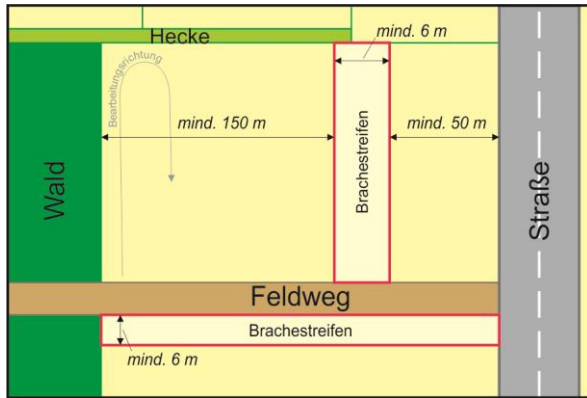 Hecke
mind. 6 m
Bearbeitungsrichtung
mind. 150 m
mind. 50 m
Brachestreifen
Wald
Straße
Feldweg
Brachestreifen
mind. 6 m